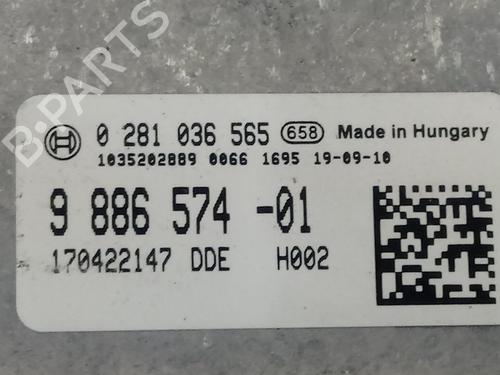 B-PARTS
0 281 036 565 658 Made in Hungary
1035202889 0066 1695 19-09-10
9 886 574 -01
170422147 DDE H002